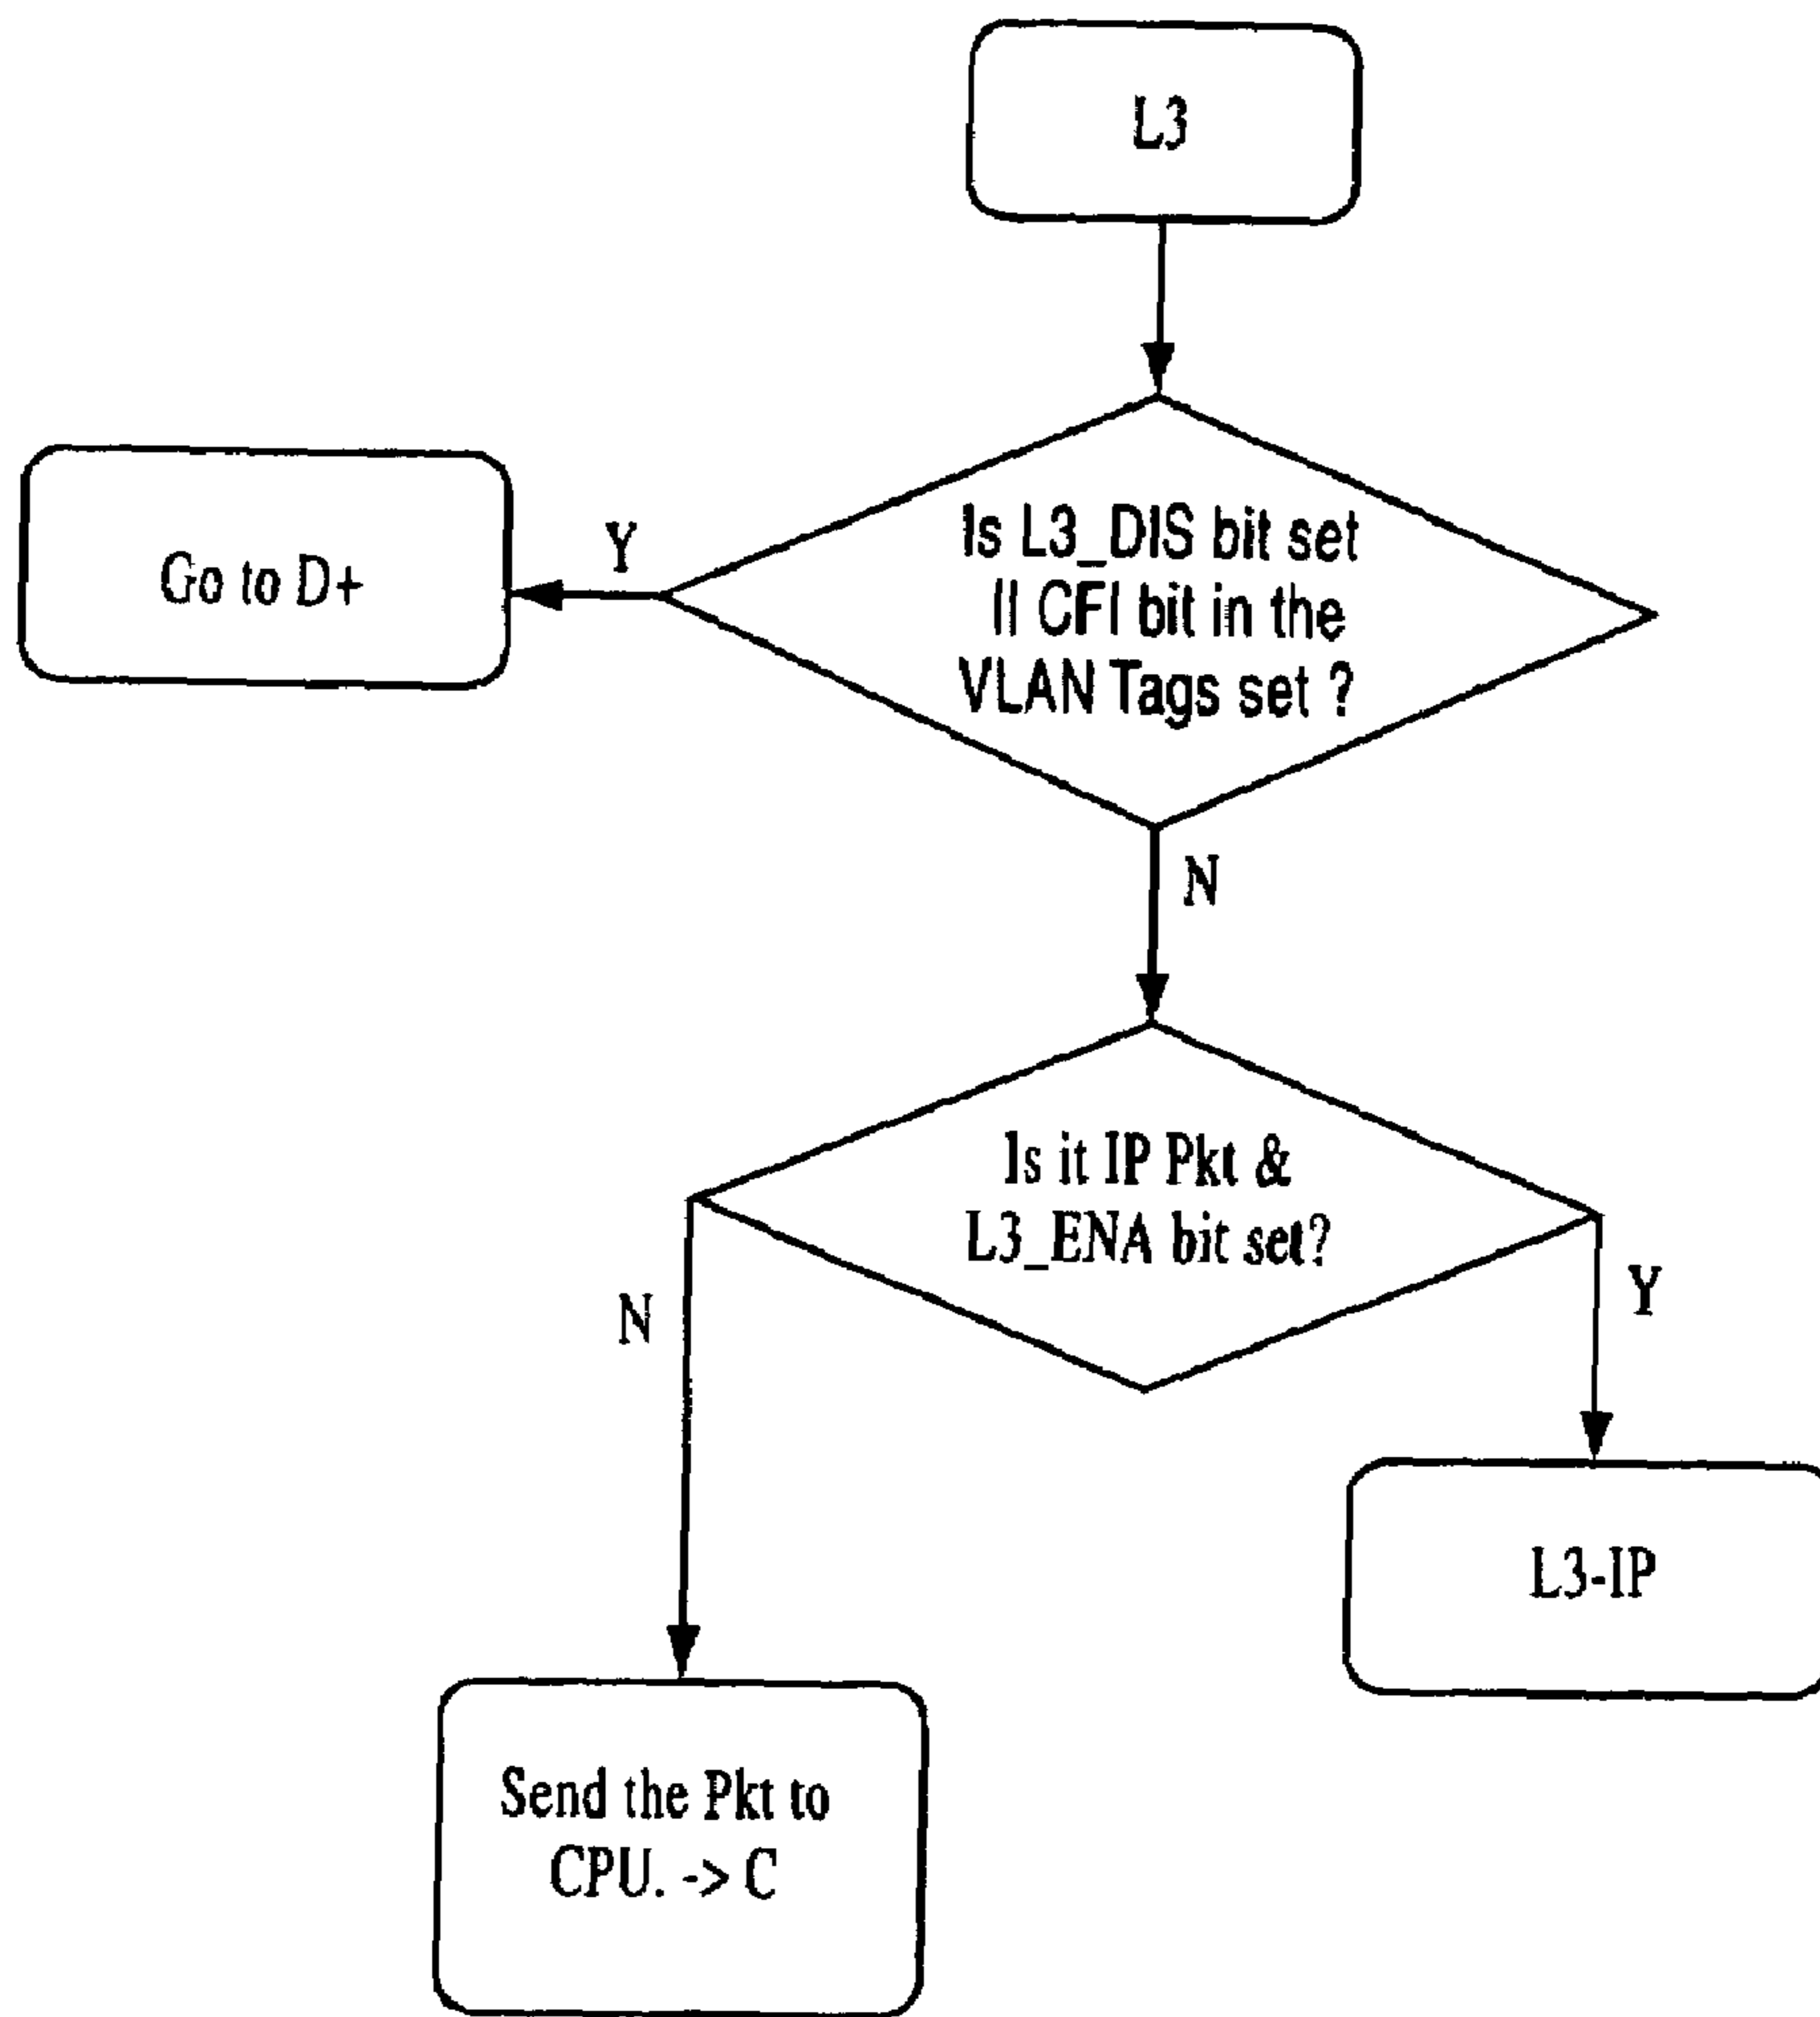 L3
Is L3_DIS bit set
|| CFI bit in the
VLAN Tags set ?
Y
Go to D+
N
Is it IP Pkt &
L3_ENA bit set?
N
Y
L3-IP
Send the Pkt to
CPU. -> C